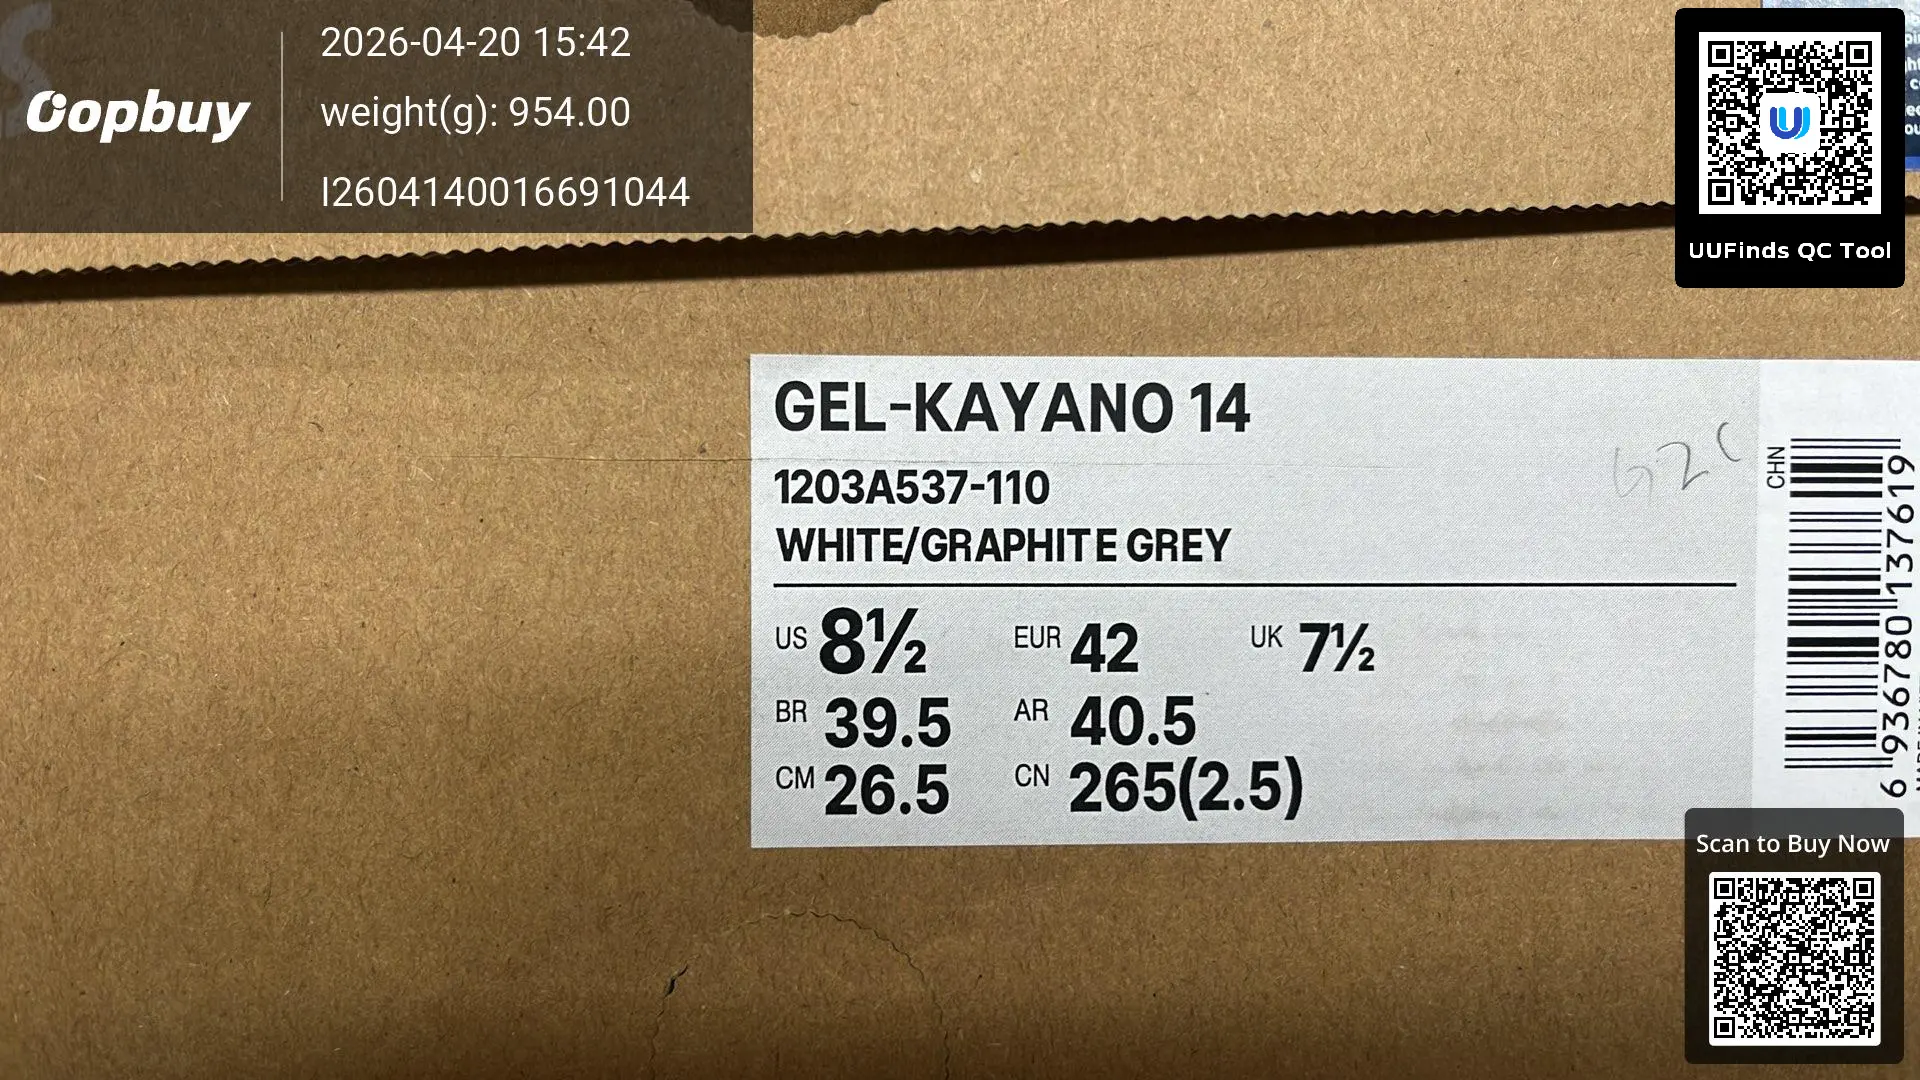 Oopbuy
2026-04-20 15:42
weight(g): 954.00
I2604140016691044
UUFinds QC Tool
GEL-KAYANO 14
1203A537-110
WHITE/GRAPHITE GREY
US 8½ EUR 42 UK 7½
BR 39.5 AR 40.5
CM 26.5 CN 265(2.5)
CHN
6 936780 137619
Scan to Buy Now